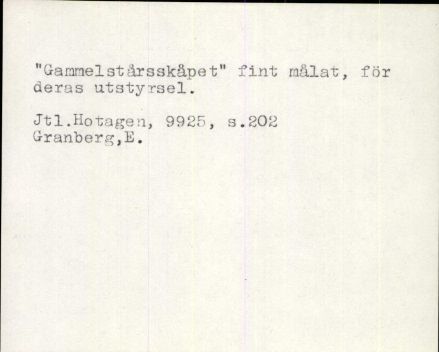 "Gammelstårsskåpet" fint målat, för
deras utstyrsel.
Jtl.Hotagen, 9925, s.202
Granberg,E.